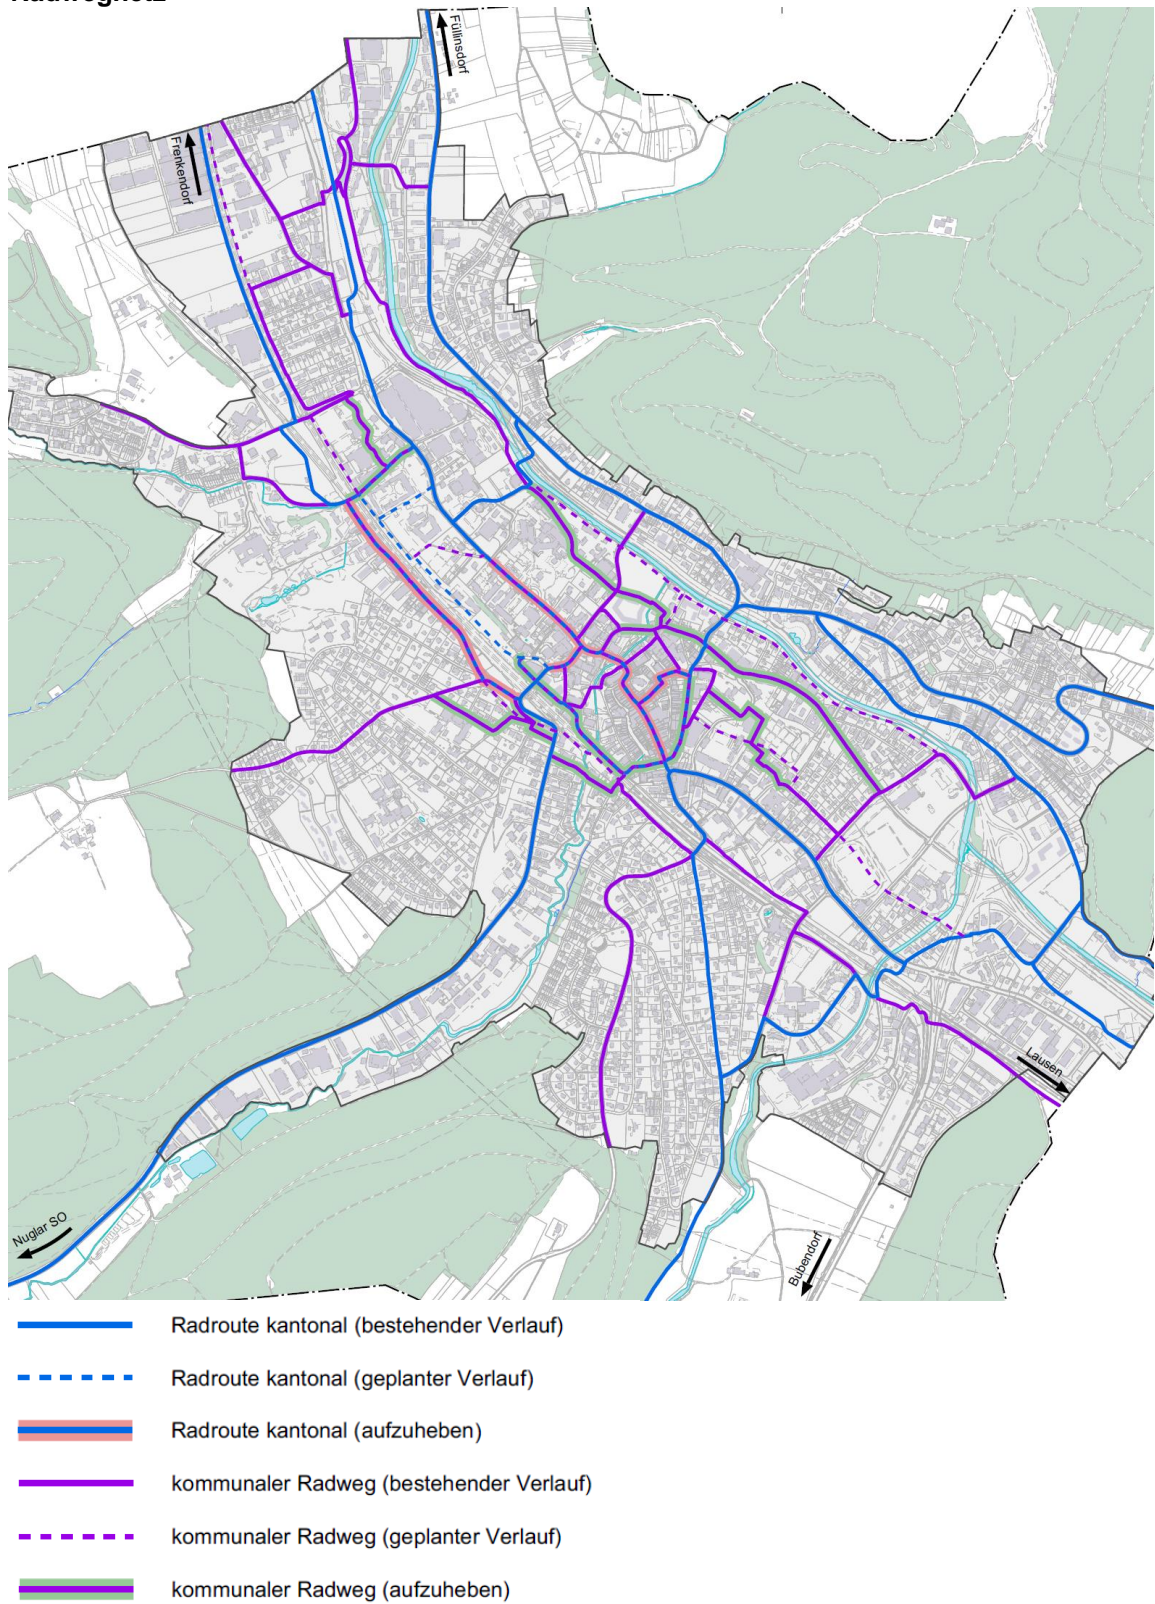 Radwegnetz
Füllinsdorf
Frenkendorf
Lausen
Nuglar SO
Bubendorf
Radroute kantonal (bestehender Verlauf)
Radroute kantonal (geplanter Verlauf)
Radroute kantonal (aufzuheben)
kommunaler Radweg (bestehender Verlauf)
kommunaler Radweg (geplanter Verlauf)
kommunaler Radweg (aufzuheben)